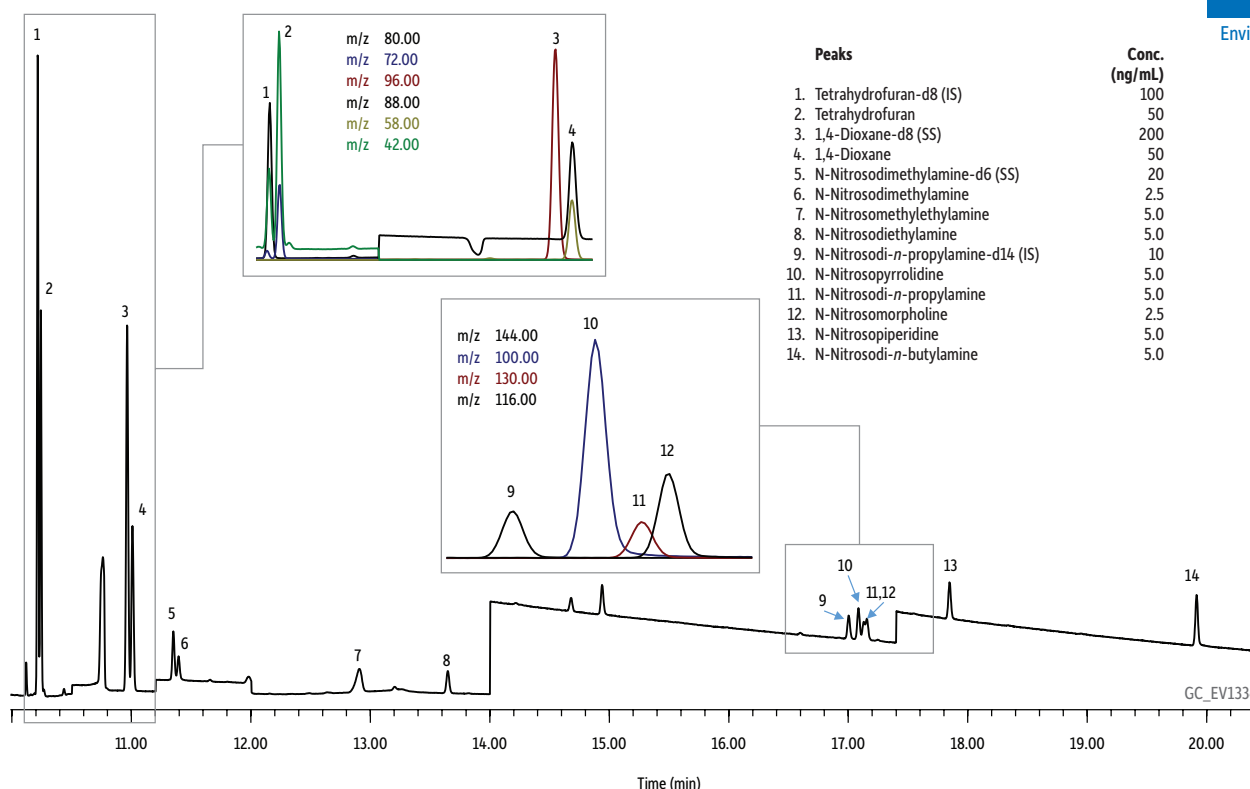 Envi
1
2
3
4
5
6
7
8
9
10
11,12
13
14
1
2
3
4
m/z 80.00
m/z 72.00
m/z 96.00
m/z 88.00
m/z 58.00
m/z 42.00
9
10
11
12
m/z 144.00
m/z 100.00
m/z 130.00
m/z 116.00
Peaks Conc.
(ng/mL)
1. Tetrahydrofuran-d8 (IS) 100
2. Tetrahydrofuran 50
3. 1,4-Dioxane-d8 (SS) 200
4. 1,4-Dioxane 50
5. N-Nitrosodimethylamine-d6 (SS) 20
6. N-Nitrosodimethylamine 2.5
7. N-Nitrosomethylethylamine 5.0
8. N-Nitrosodiethylamine 5.0
9. N-Nitrosodi-n-propylamine-d14 (IS) 10
10. N-Nitrosopyrrolidine 5.0
11. N-Nitrosodi-n-propylamine 5.0
12. N-Nitrosomorpholine 2.5
13. N-Nitrosopiperidine 5.0
14. N-Nitrosodi-n-butylamine 5.0
GC_EV133
11.00 12.00 13.00 14.00 15.00 16.00 17.00 18.00 19.00 20.00
Time (min)